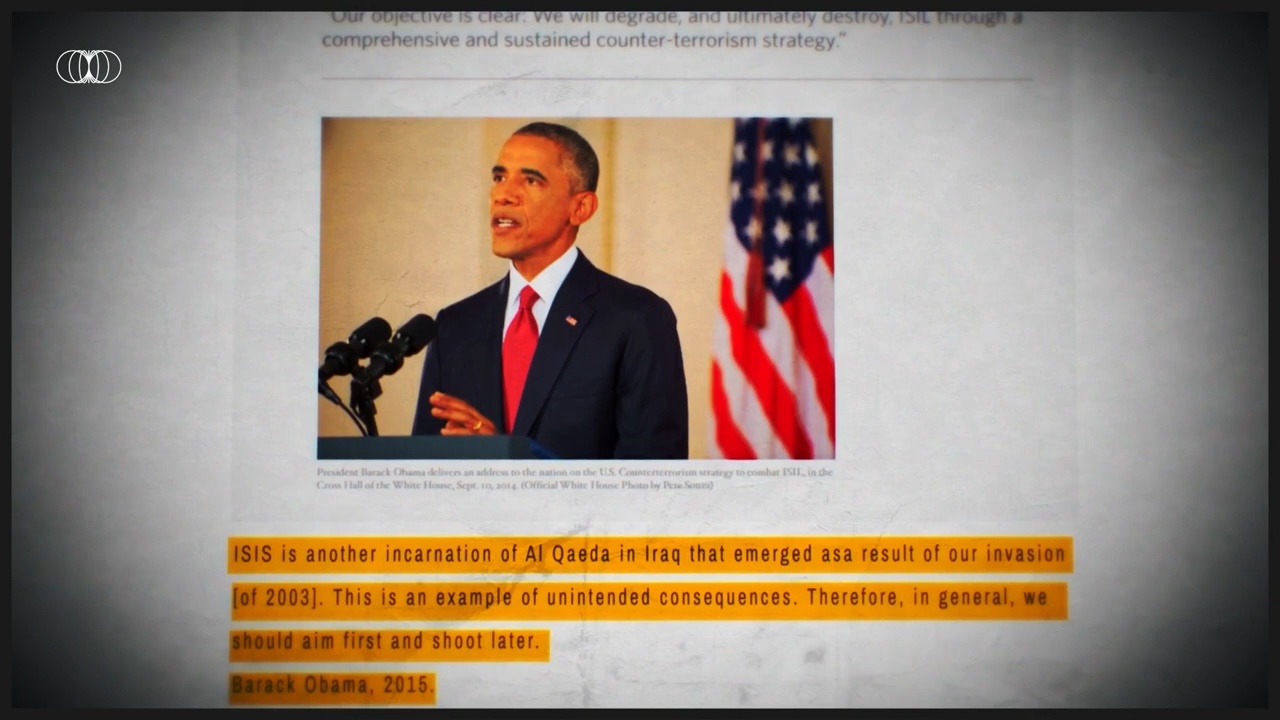 "Our objective is clear: We will degrade, and ultimately destroy, ISIL through a
comprehensive and sustained counter-terrorism strategy."
President Barack Obama delivers an address to the nation on the U.S. Counterterrorism strategy to combat ISIL, in the
Cross Hall of the White House, Sept. 10, 2014. (Official White House Photo by Pete Souza)
ISIS is another incarnation of Al Qaeda in Iraq that emerged asa result of our invasion
[of 2003]. This is an example of unintended consequences. Therefore, in general, we
should aim first and shoot later.
Barack Obama, 2015.